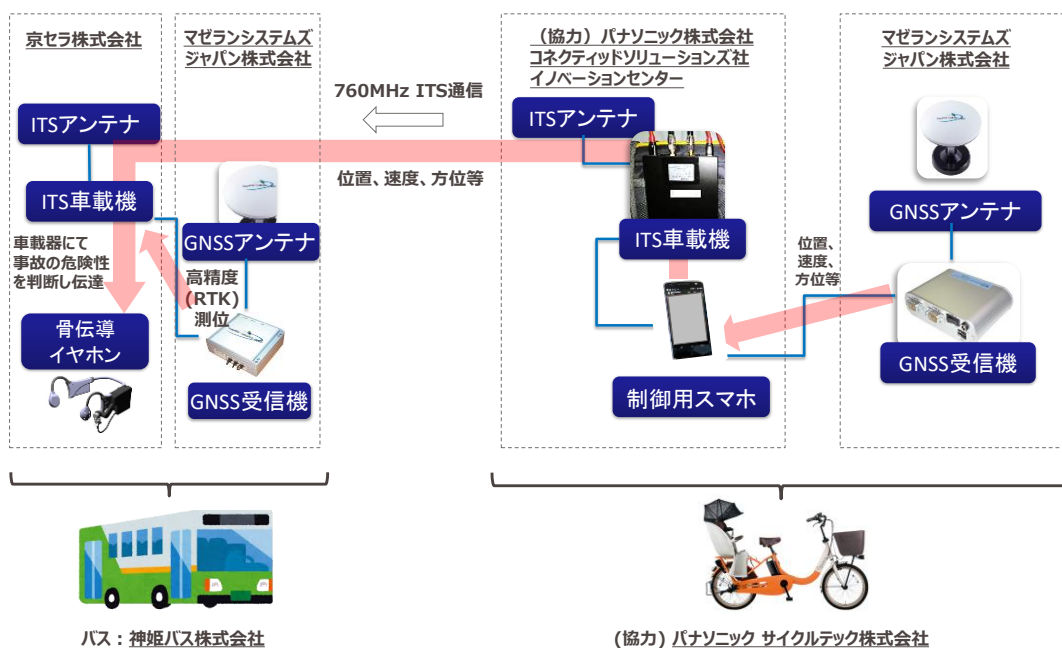 京セラ株式会社
マゼランシステムズ
ジャパン株式会社
(協力)パナソニック株式会社
コネクティッドソリューションズ社
イノベーションセンター
マゼランシステムズ
ジャパン株式会社
760MHz ITS通信
位置、速度、方位等
ITSアンテナ
ITS車載機
車載器にて
事故の危険性
を判断し伝達
骨伝導
イヤホン
GNSSアンテナ
高精度
(RTK)
測位
GNSS受信機
ITSアンテナ
ITS車載機
制御用スマホ
位置、
速度、
方位等
GNSSアンテナ
GNSS受信機
バス:神姫バス株式会社
(協力) パナソニック サイクルテック株式会社